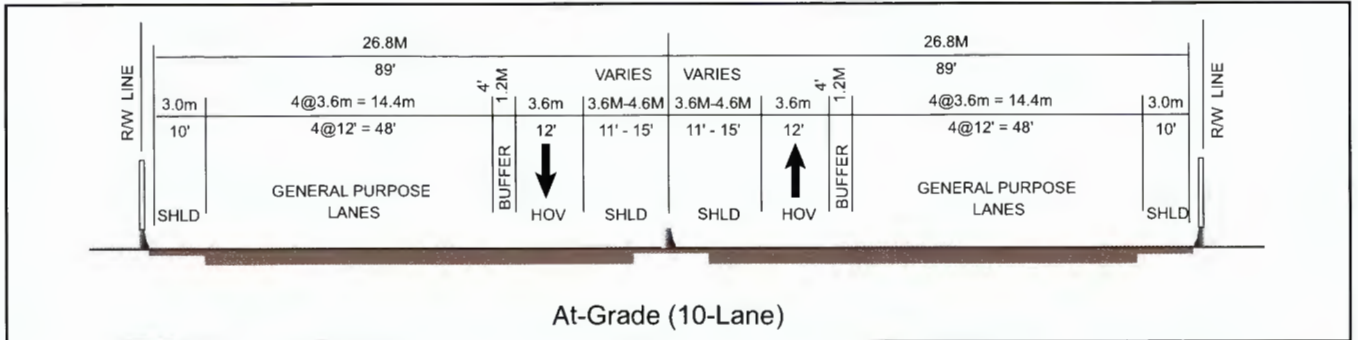 26.8M
26.8M
89'
VARIES
VARIES
89'
R/W LINE
3.0m
4@3.6m = 14.4m
4'
1.2M
3.6m
3.6M-4.6M
3.6M-4.6M
3.6m
4'
1.2M
4@3.6m = 14.4m
3.0m
R/W LINE
10'
4@12' = 48'
12'
11' - 15'
11' - 15'
12'
4@12' = 48'
10'
SHLD
GENERAL PURPOSE
LANES
BUFFER
HOV
SHLD
SHLD
HOV
BUFFER
GENERAL PURPOSE
LANES
SHLD
At-Grade (10-Lane)